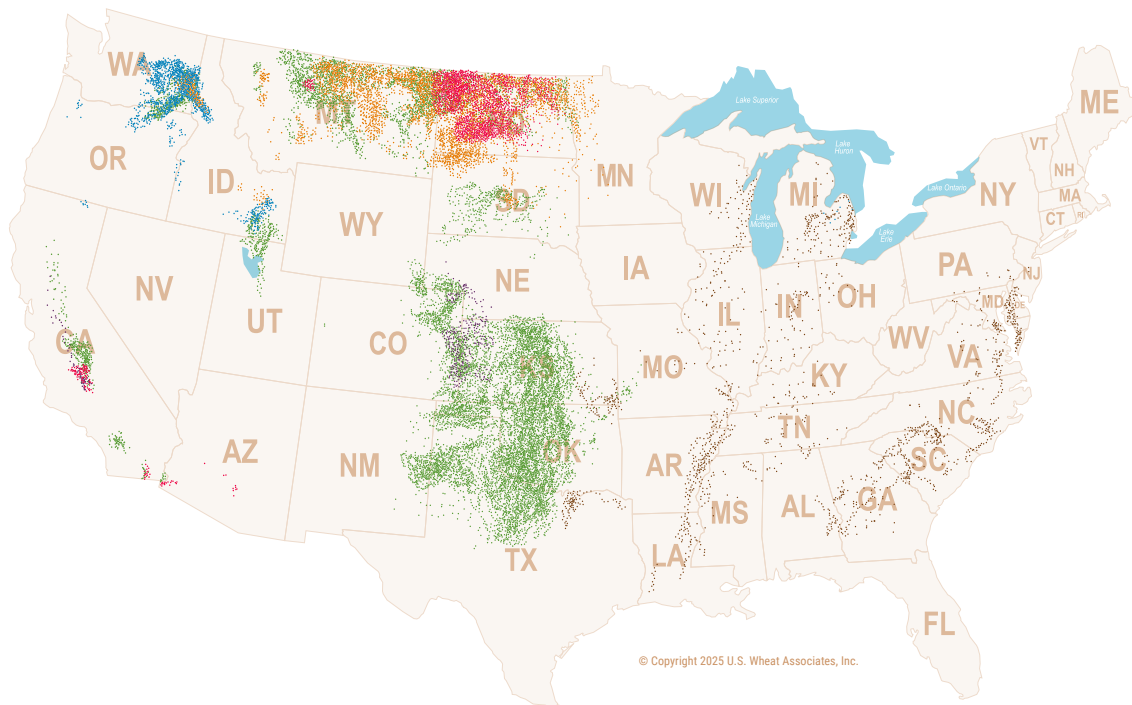 WA
MT
ND
MN
OR
ID
WY
SD
WI
MI
Lake Superior
Lake
Huron
Lake
Michigan
Lake Ontario
Lake
Erie
ME
VT
NH
MA
CT
RI
NY
NV
UT
CO
NE
IA
IL
IN
OH
PA
NJ
MD
DE
CA
KS
MO
KY
WV
VA
AZ
NM
OK
AR
TN
NC
SC
TX
LA
MS
AL
GA
FL
© Copyright 2025 U.S. Wheat Associates, Inc.